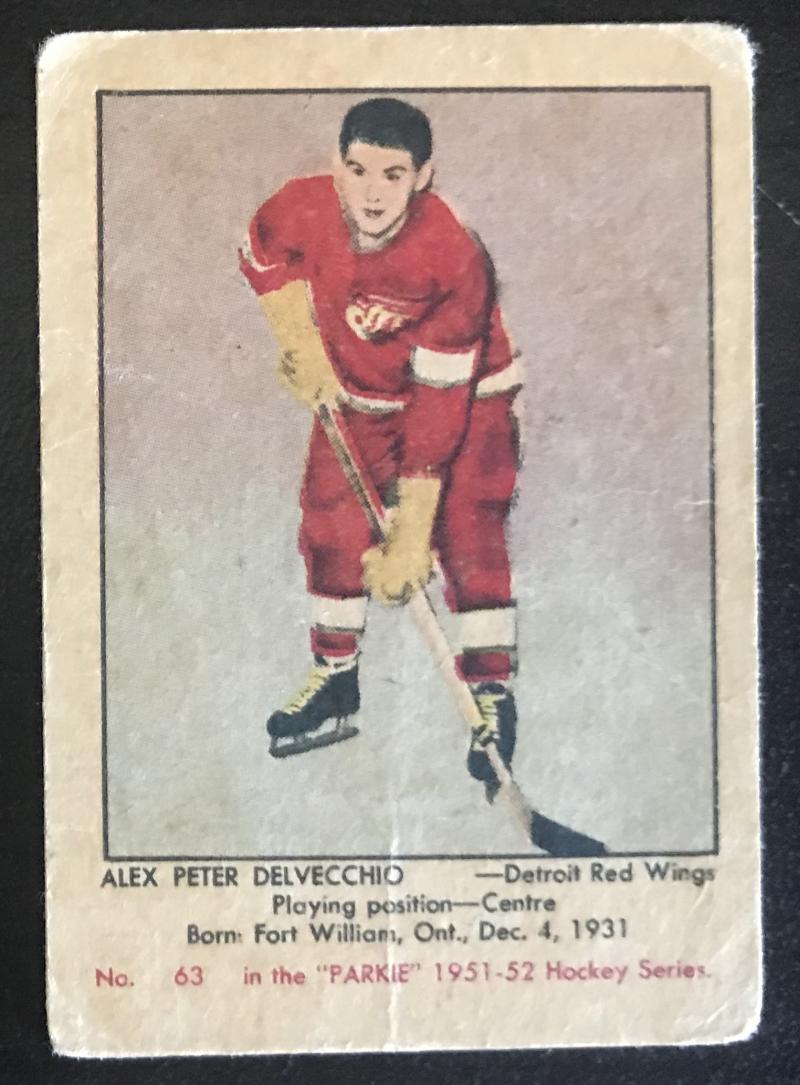 ALEX PETER DELVECCHIO —Detroit Red Wings
Playing position—Centre
Born: Fort William, Ont., Dec. 4, 1931
No. 63 in the "PARKIE" 1951-52 Hockey Series.